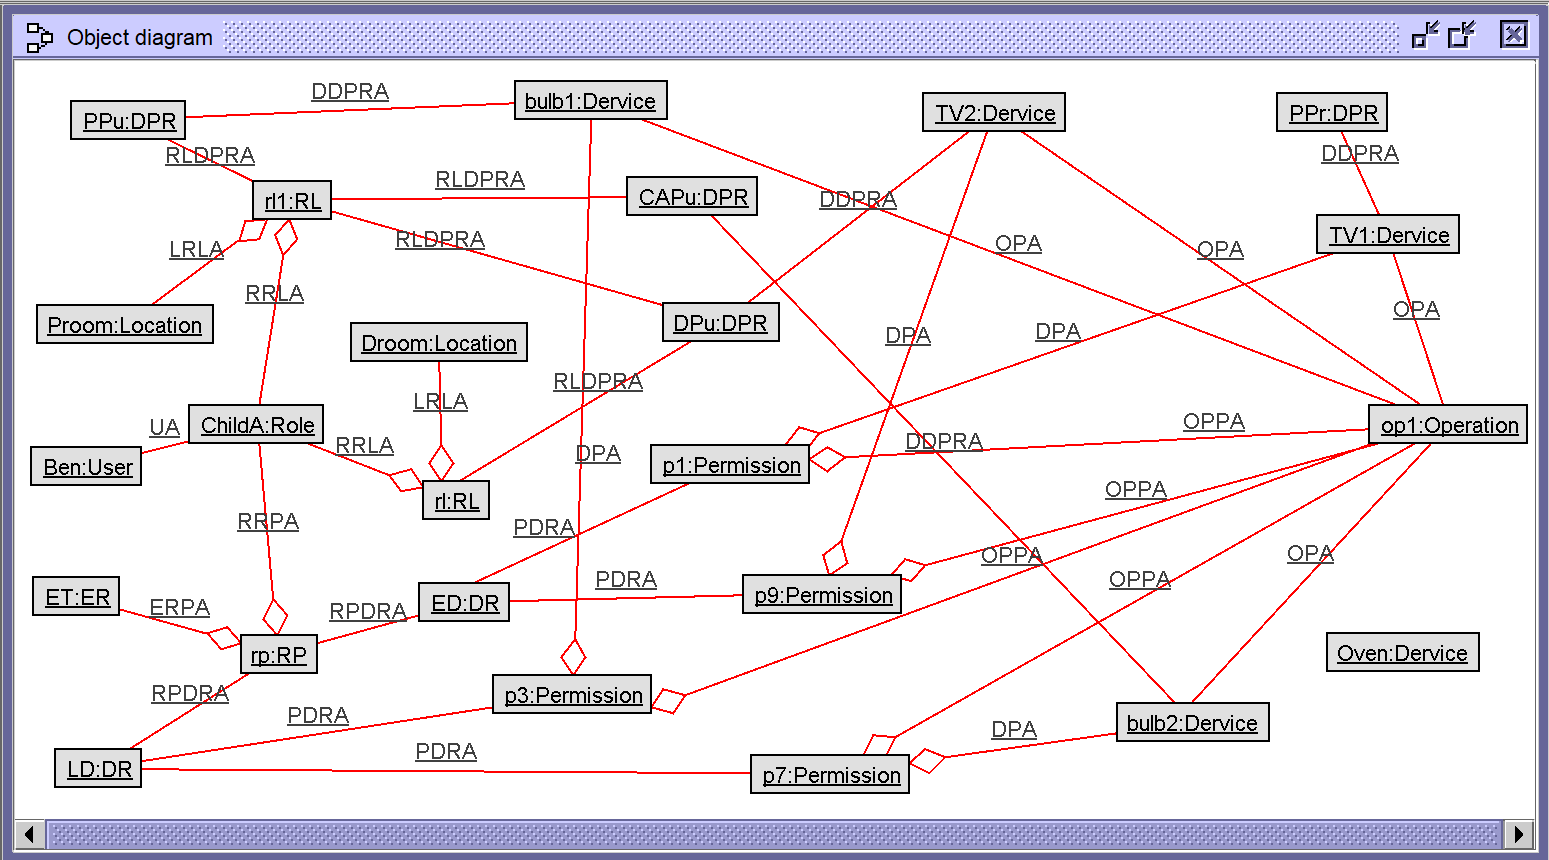 Object diagram
DDPRA
bulb1:Dervice
TV2:Dervice
PPr:DPR
PPu:DPR
RLDPRA
DDPRA
RLDPRA
CAPu:DPR
rl1:RL
DDPRA
TV1:Dervice
LRLA
RLDPRA
OPA
OPA
RRLA
OPA
Proom:Location
DPu:DPR
DPA
DPA
Droom:Location
RLDPRA
LRLA
UA
ChildA:Role
OPPA
op1:Operation
RRLA
DDPRA
DPA
Ben:User
p1:Permission
rl:RL
OPPA
RRPA
PDRA
OPPA
OPA
ET:ER
ERPA
RPDRA
ED:DR
PDRA
p9:Permission
OPPA
rp:RP
Oven:Dervice
RPDRA
p3:Permission
PDRA
bulb2:Dervice
DPA
PDRA
LD:DR
p7:Permission